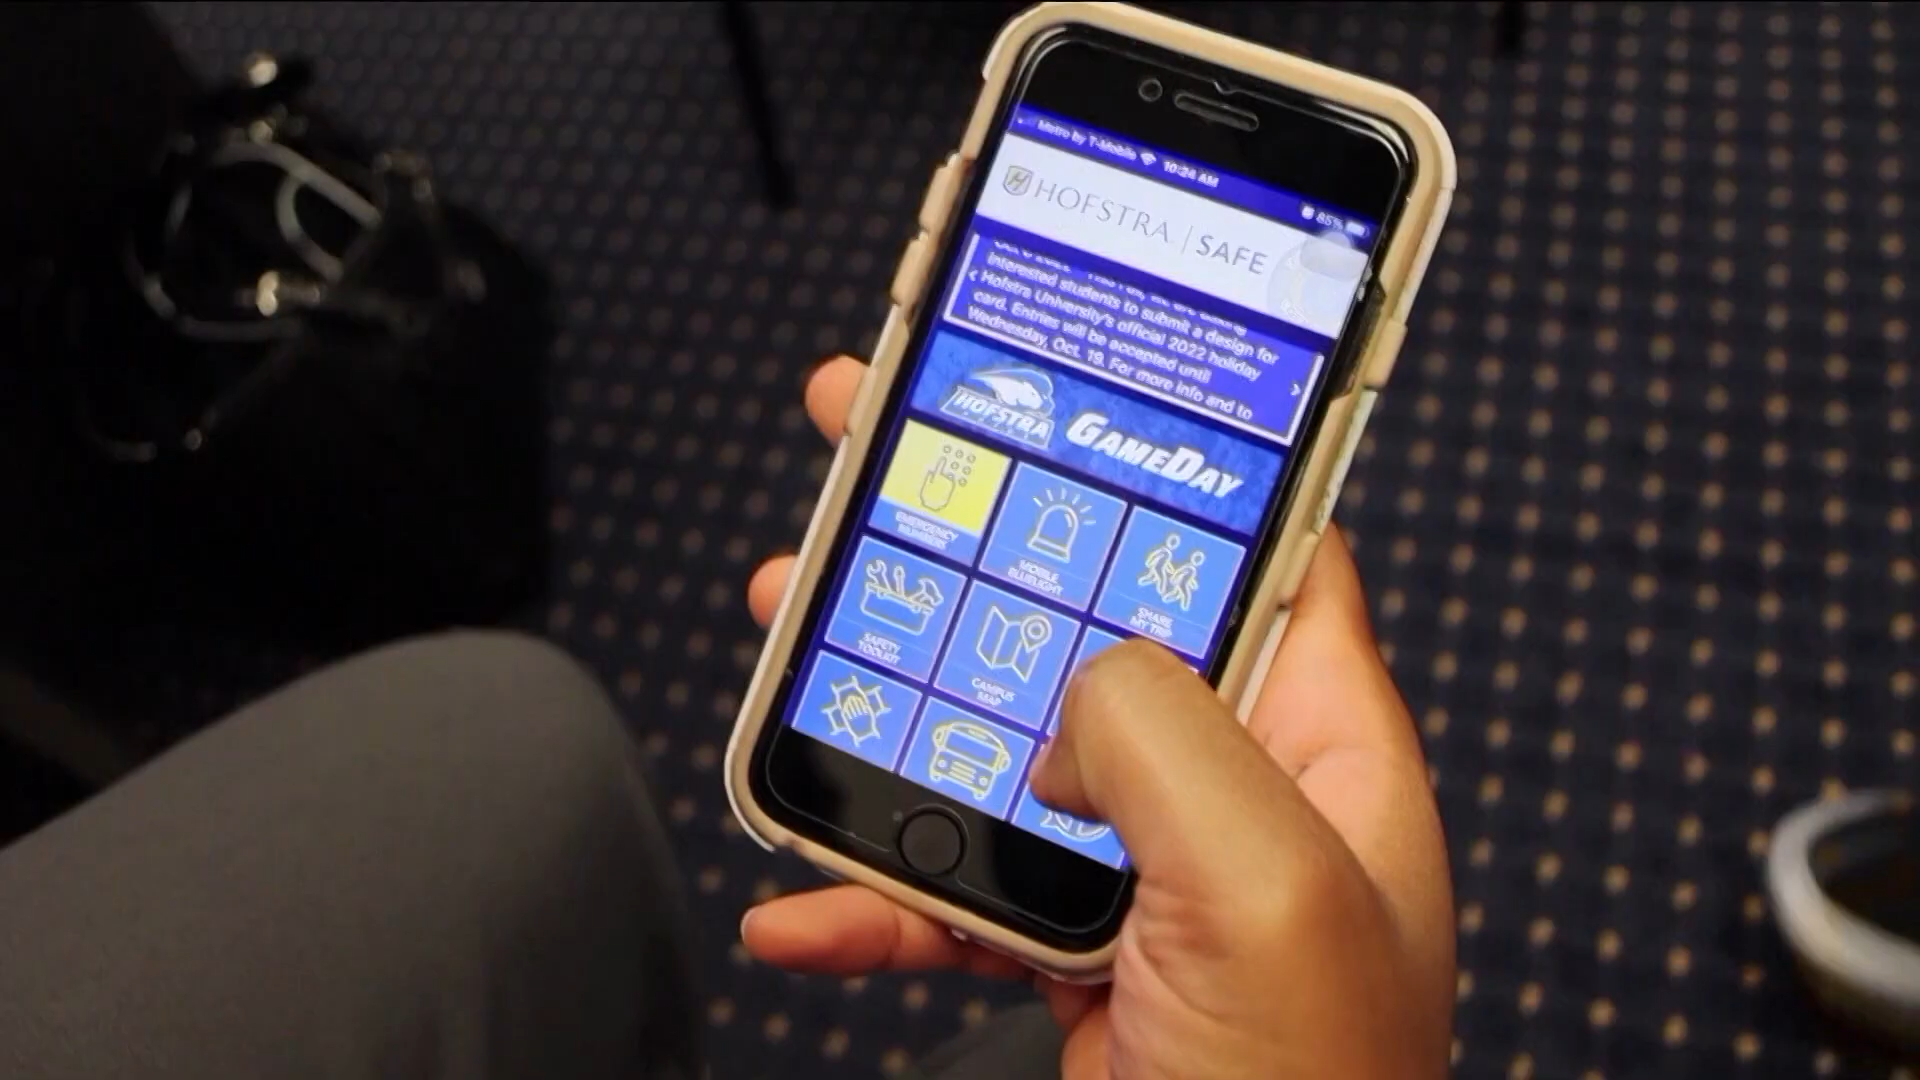 Metro by T-Mobile 10:24 AM
85%
HOFSTRA | SAFE
interested students to submit a design for
Hofstra University's official 2022 holiday
card. Entries will be accepted until
Wednesday, Oct. 19. For more info and to
HOFSTRA
GAMEDAY
EMERGENCY
NUMBERS
MOBILE
BLUELIGHT
SHARE
MY TRIP
SAFETY
TOOLKIT
CAMPUS
MAP